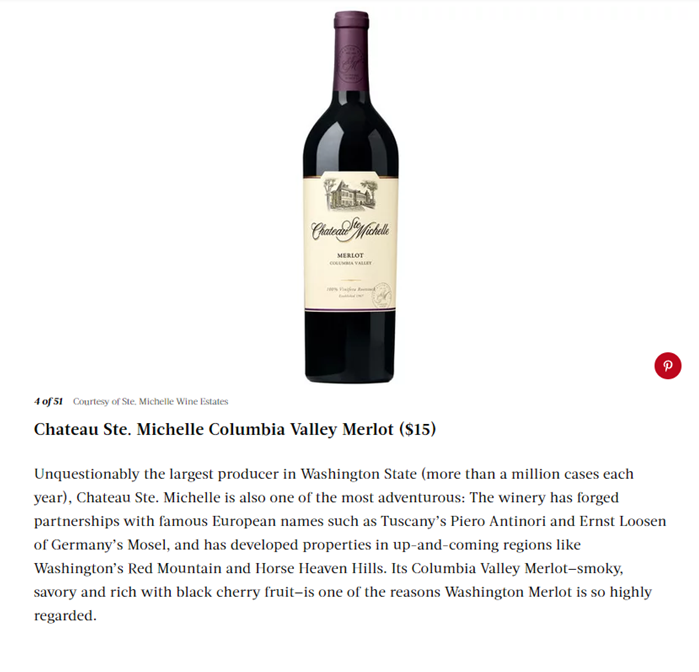 Chateau Ste Michelle
MERLOT
COLUMBIA VALLEY
4 of 51 Courtesy of Ste. Michelle Wine Estates
Chateau Ste. Michelle Columbia Valley Merlot ($15)
Unquestionably the largest producer in Washington State (more than a million cases each
year), Chateau Ste. Michelle is also one of the most adventurous: The winery has forged
partnerships with famous European names such as Tuscany’s Piero Antinori and Ernst Loosen
of Germany’s Mosel, and has developed properties in up-and-coming regions like
Washington’s Red Mountain and Horse Heaven Hills. Its Columbia Valley Merlot–smoky,
savory and rich with black cherry fruit–is one of the reasons Washington Merlot is so highly
regarded.